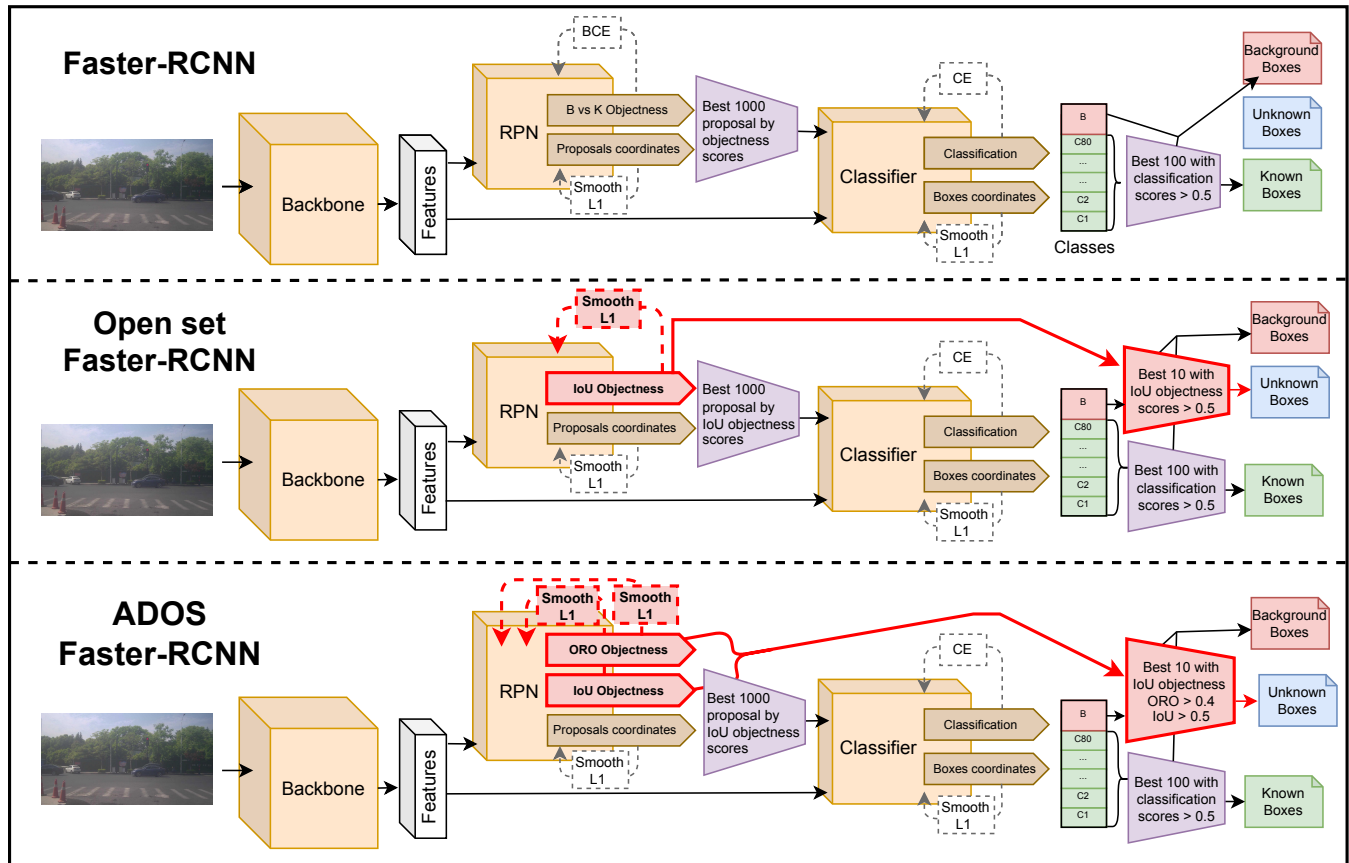 Faster-RCNN
Backbone
Features
BCE
RPN
B vs K Objectness
Proposals coordinates
Smooth
L1
Best 1000
proposal by
objectness
scores
CE
Classifier
Classification
Boxes coordinates
Smooth
L1
B
C80
...
...
C2
C1
Classes
Best 100 with
classification
scores > 0.5
Background
Boxes
Unknown
Boxes
Known
Boxes
Open set
Faster-RCNN
Backbone
Features
Smooth
L1
RPN
IoU Objectness
Proposals coordinates
Smooth
L1
Best 1000
proposal by
IoU objectness
scores
CE
Classifier
Classification
Boxes coordinates
Smooth
L1
B
C80
...
...
C2
C1
Best 10 with
IoU objectness
scores > 0.5
Best 100 with
classification
scores > 0.5
Background
Boxes
Unknown
Boxes
Known
Boxes
ADOS
Faster-RCNN
Backbone
Features
Smooth
L1
Smooth
L1
RPN
ORO Objectness
IoU Objectness
Proposals coordinates
Smooth
L1
Best 1000
proposal by
IoU objectness
scores
CE
Classifier
Classification
Boxes coordinates
Smooth
L1
B
C80
...
...
C2
C1
Best 10 with
IoU objectness
ORO > 0.4
IoU > 0.5
Best 100 with
classification
scores > 0.5
Background
Boxes
Unknown
Boxes
Known
Boxes